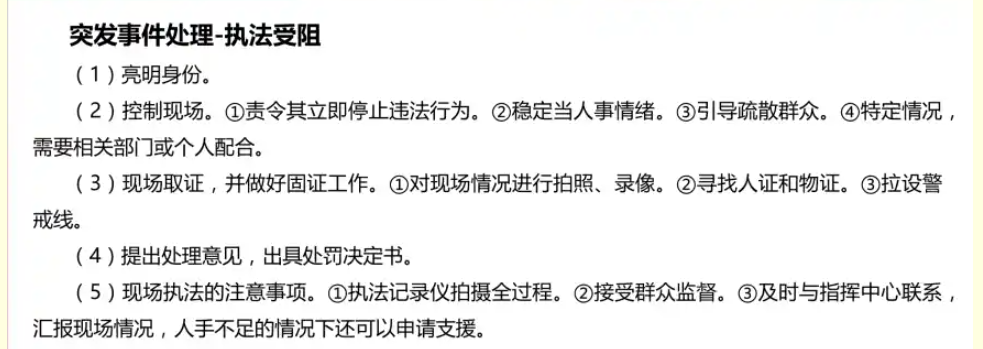 突发事件处理-执法受阻
（1）亮明身份。
（2）控制现场。①责令其立即停止违法行为。②稳定当人事情绪。③引导疏散群众。④特定情况，
需要相关部门或个人配合。
（3）现场取证，并做好固证工作。①对现场情况进行拍照、录像。②寻找人证和物证。③拉设警
戒线。
（4）提出处理意见，出具处罚决定书。
（5）现场执法的注意事项。①执法记录仪拍摄全过程。②接受群众监督。③及时与指挥中心联系，
汇报现场情况，人手不足的情况下还可以申请支援。